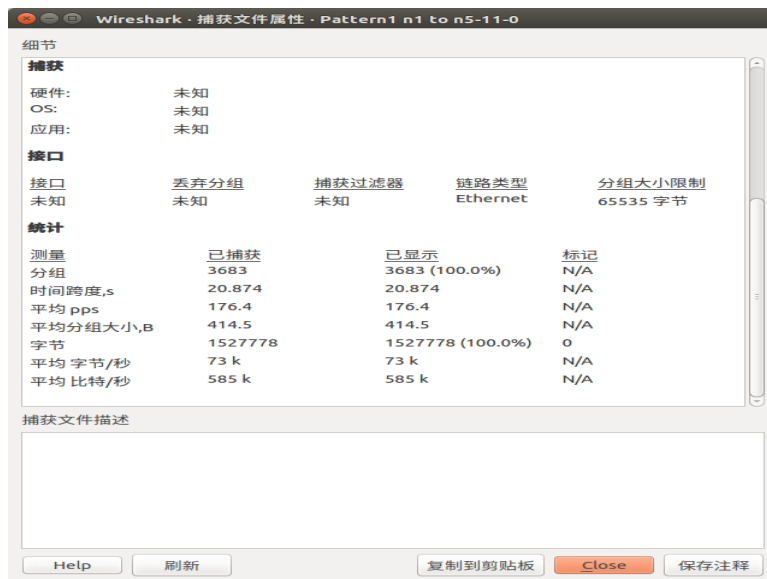 Wireshark · 捕获文件属性 · Pattern1 n1 to n5-11-0
细节
捕获
硬件: 未知
OS: 未知
应用: 未知
接口
接口 丢弃分组 捕获过滤器 链路类型 分组大小限制
未知 未知 未知 Ethernet 65535 字节
统计
测量 已捕获 已显示 标记
分组 3683 3683 (100.0%) N/A
时间跨度,s 20.874 20.874 N/A
平均 pps 176.4 176.4 N/A
平均分组大小,B 414.5 414.5 N/A
字节 1527778 1527778 (100.0%) 0
平均 字节/秒 73 k 73 k N/A
平均 比特/秒 585 k 585 k N/A
捕获文件描述
Help 刷新 复制到剪贴板 Close 保存注释